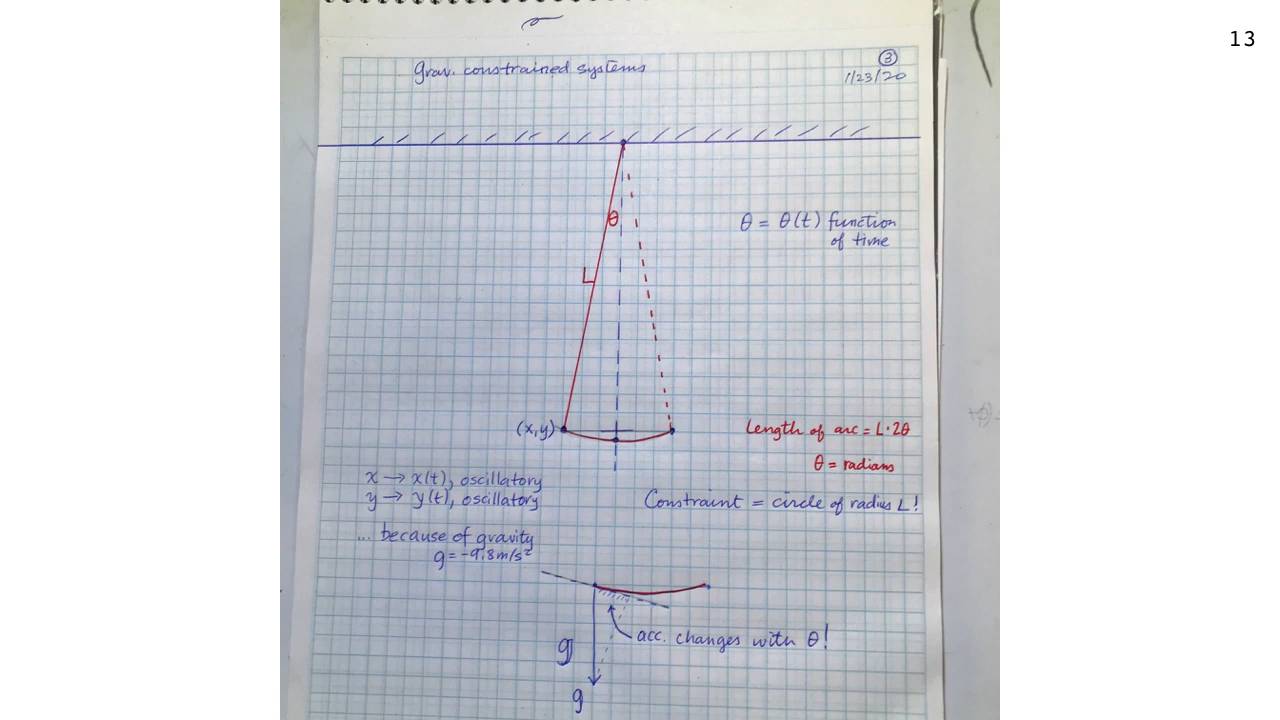 13
grav. constrained systems
3
1/23/20
θ
θ = θ(t) function
of time
L
(x,y)
Length of arc = L·2θ
θ = radians
x → x(t), oscillatory
y → y(t), oscillatory
Constraint = circle of radius L!
... because of gravity
g = -9.8 m/s²
acc. changes with θ!
g
g